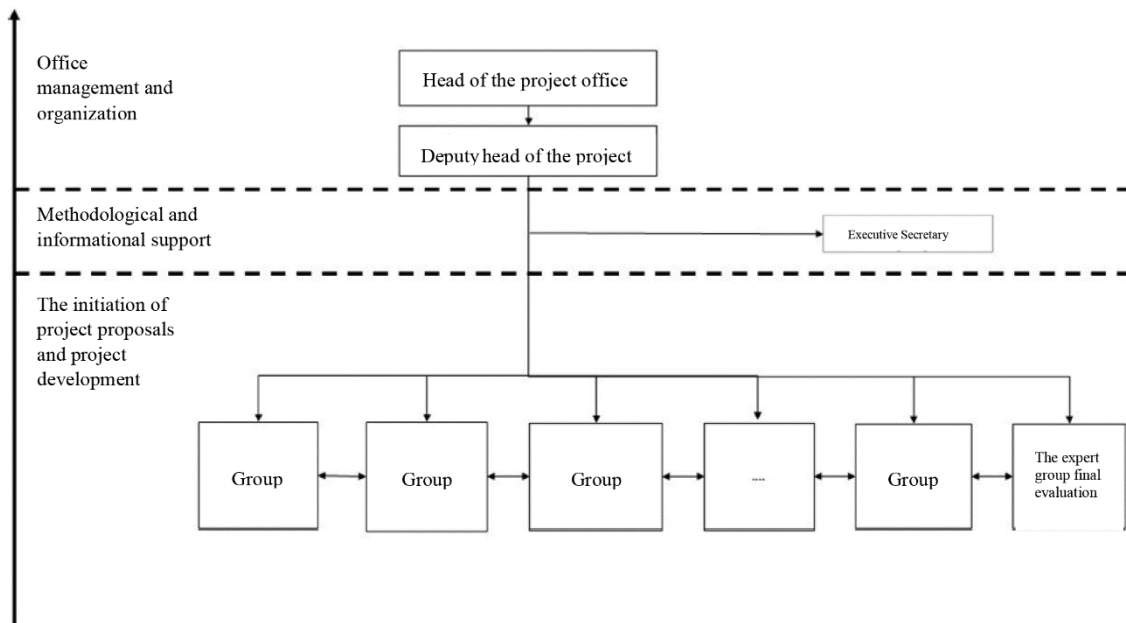 Office
management and
organization
Head of the project office
Deputy head of the project
Methodological and
informational support
Executive Secretary
The initiation of
project proposals
and project
development
Group
Group
Group
....
Group
The expert
group final
evaluation